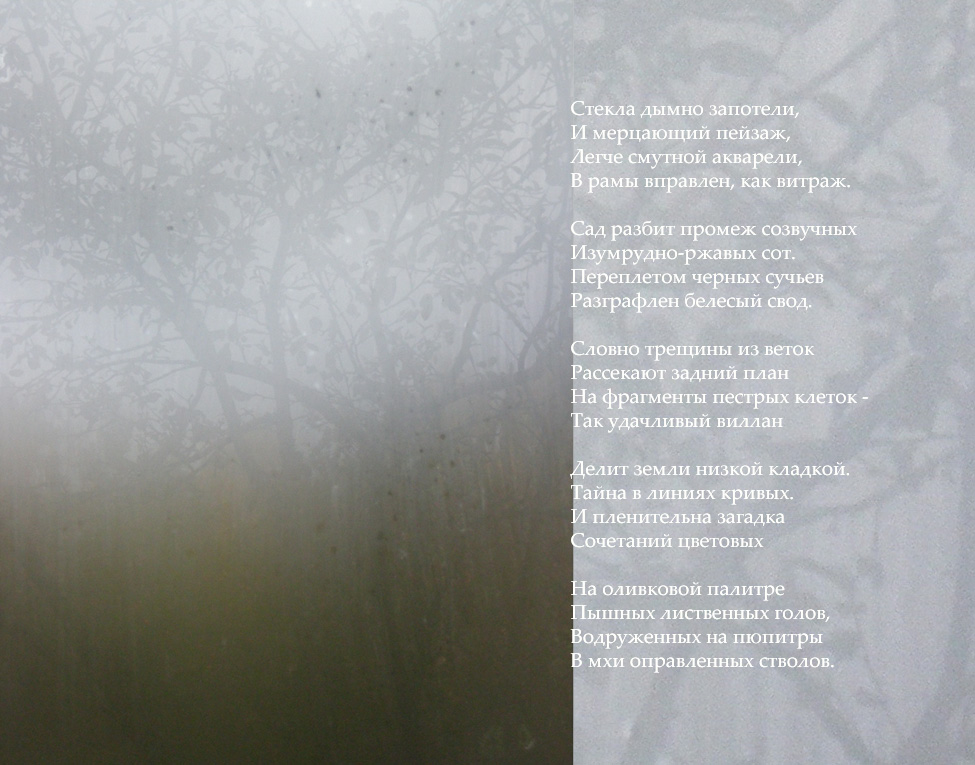 Стекла дымно запотели,
И мерцающий пейзаж,
Легче смутной акварели,
В рамы вправлен, как витраж.
Сад разбит промеж созвучных
Изумрудно-ржавых сот.
Переплетом черных сучьев
Разграфлен белесый свод.
Словно трещины из веток
Рассекают задний план
На фрагменты пестрых клеток -
Так удачливый виллан
Делит земли низкой кладкой.
Тайна в линиях кривых.
И пленительна загадка
Сочетаний цветовых
На оливковой палитре
Пышных лиственных голов,
Водруженных на пюпитры
В мхи оправленных стволов.